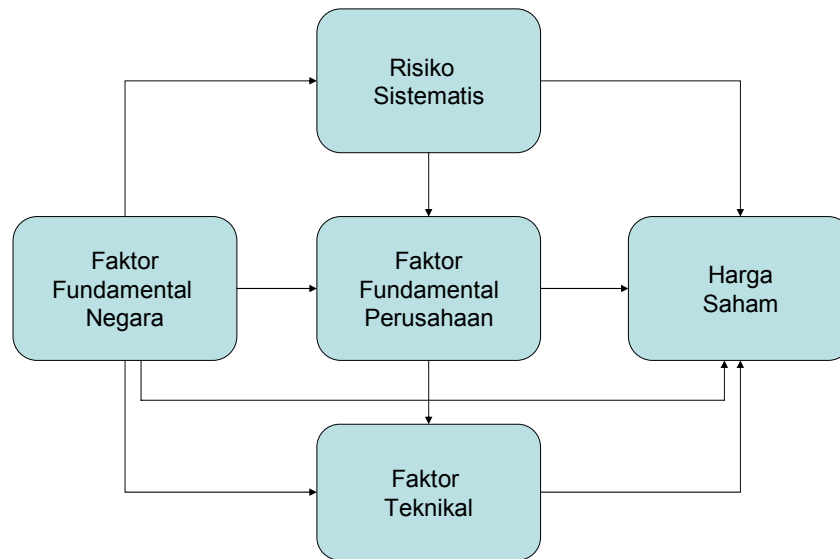 Risiko
Sistematis
Faktor
Fundamental
Negara
Faktor
Fundamental
Perusahaan
Harga
Saham
Faktor
Teknikal